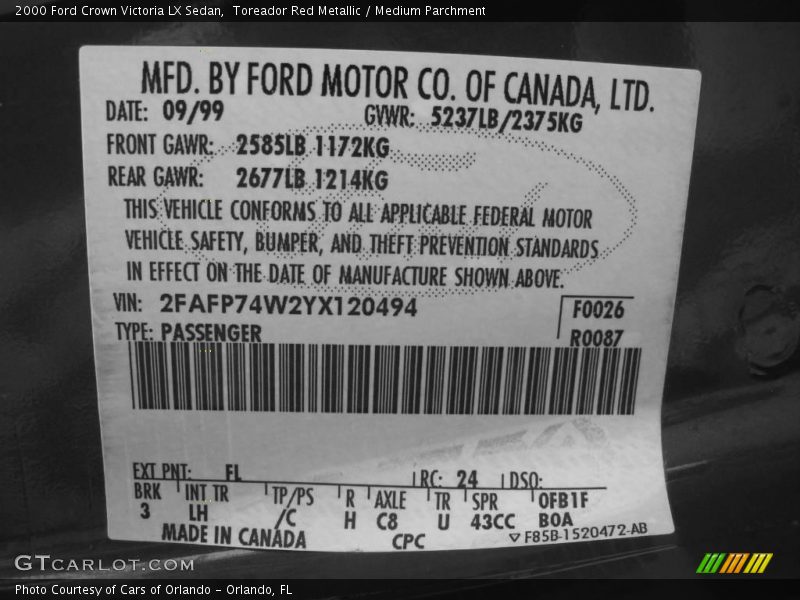 2000 Ford Crown Victoria LX Sedan,  Toreador Red Metallic / Medium Parchment
MFD. BY FORD MOTOR CO. OF CANADA, LTD.
DATE: 09/99 GVWR: 5237LB/2375KG
FRONT GAWR: 2585LB 1172KG
REAR GAWR: 2677LB 1214KG
THIS VEHICLE CONFORMS TO ALL APPLICABLE FEDERAL MOTOR
VEHICLE SAFETY, BUMPER, AND THEFT PREVENTION STANDARDS
IN EFFECT ON THE DATE OF MANUFACTURE SHOWN ABOVE.
VIN: 2FAFP74W2YX120494 F0026
TYPE: PASSENGER R0087
EXT PNT: FL RC: 24 DSO:
BRK INT TR TP/PS R AXLE TR SPR 0FB1F
3 LH /C H C8 U 43CC B0A
MADE IN CANADA CPC ▽F85B-1520472-AB
GTCARLOT.COM
Photo Courtesy of Cars of Orlando - Orlando, FL